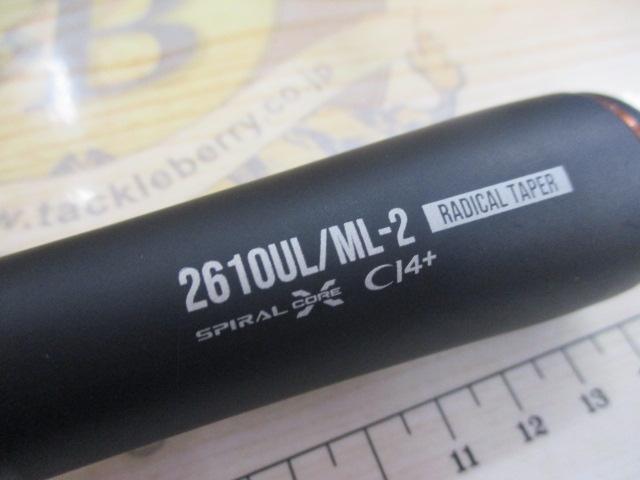 B
www.tackleberry.co.jp
2610UL/ML-2 RADICAL TAPER
SPIRAL X CORE CI4+
11 12 13